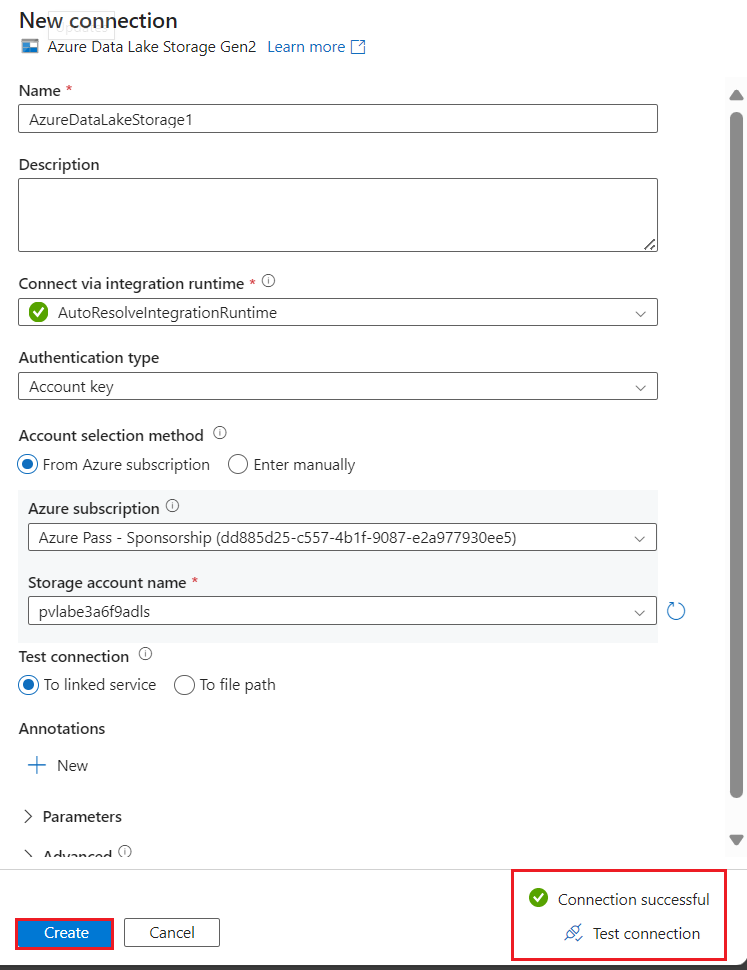 New connection
Azure Data Lake Storage Gen2 Learn more
Name *
AzureDataLakeStorage1
Description
Connect via integration runtime *
AutoResolveIntegrationRuntime
Authentication type
Account key
Account selection method
From Azure subscription Enter manually
Azure subscription
Azure Pass - Sponsorship (dd885d25-c557-4b1f-9087-e2a977930ee5)
Storage account name *
pvlabe3a6f9adls
Test connection
To linked service To file path
Annotations
New
Parameters
Advanced
Connection successful
Test connection
Create Cancel